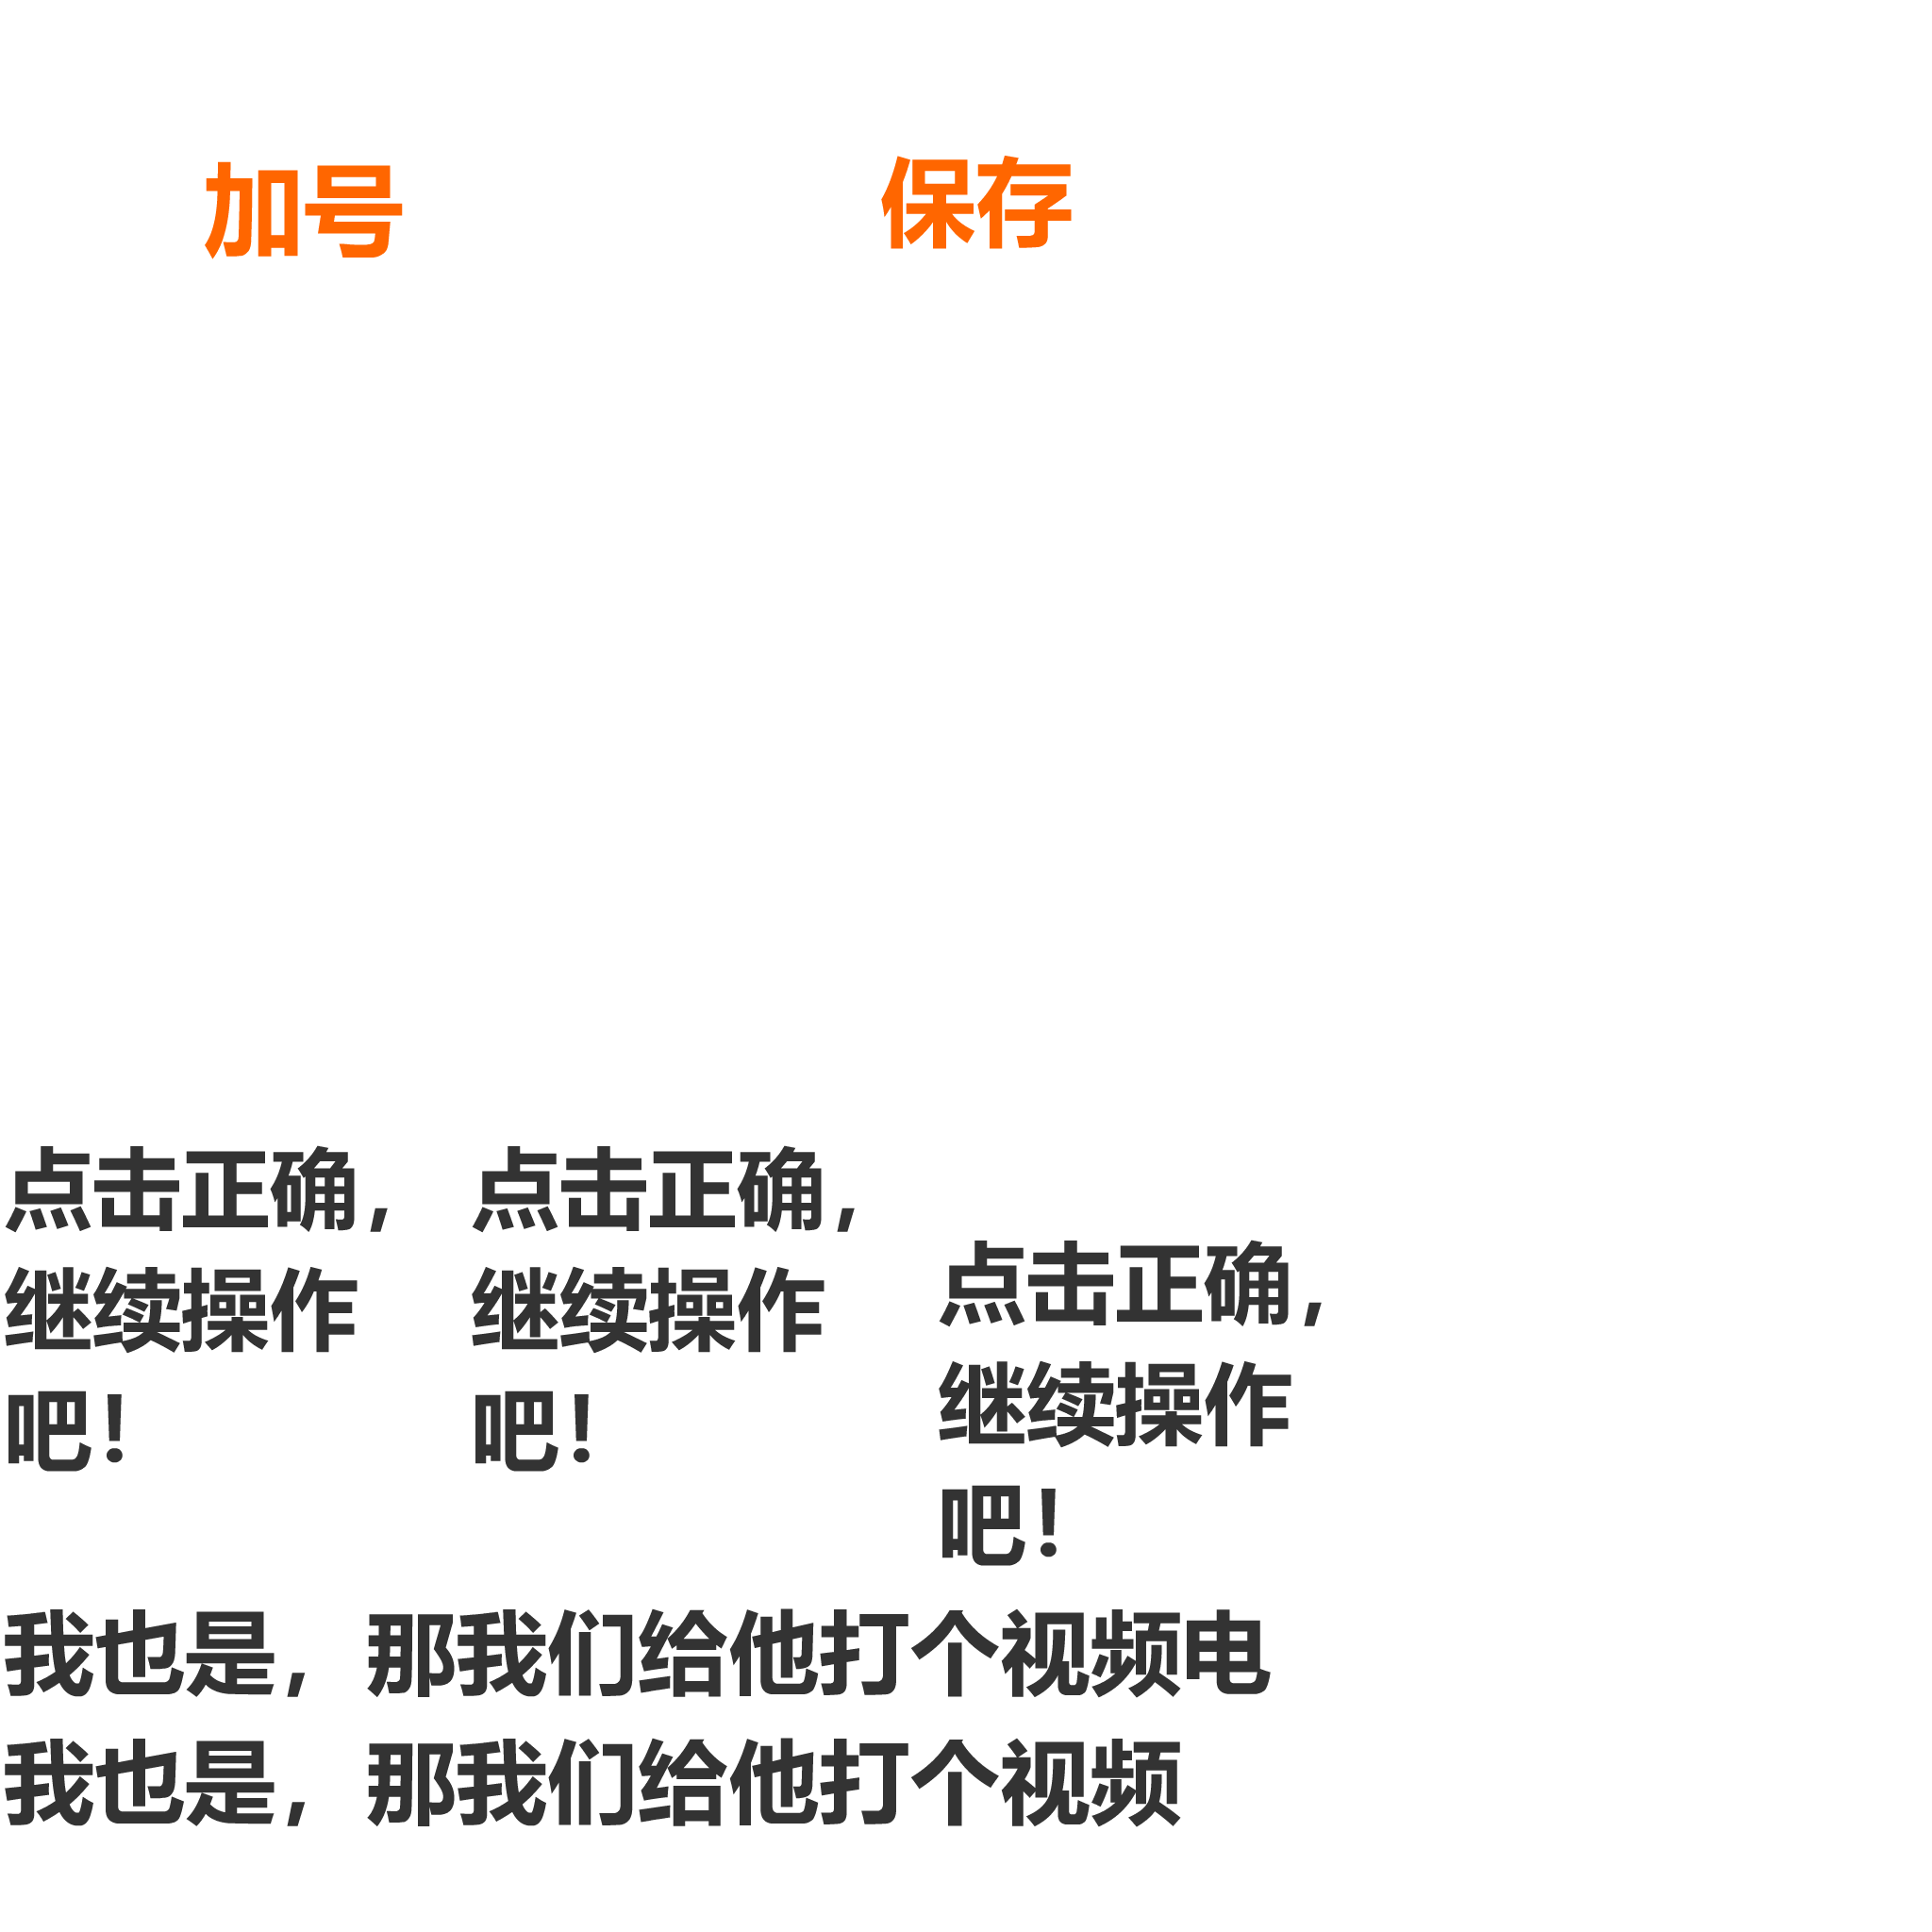 加号
保存
点击正确，
继续操作
吧！
点击正确，
继续操作
吧！
点击正确，
继续操作
吧！
我也是，那我们给他打个视频电
我也是，那我们给他打个视频